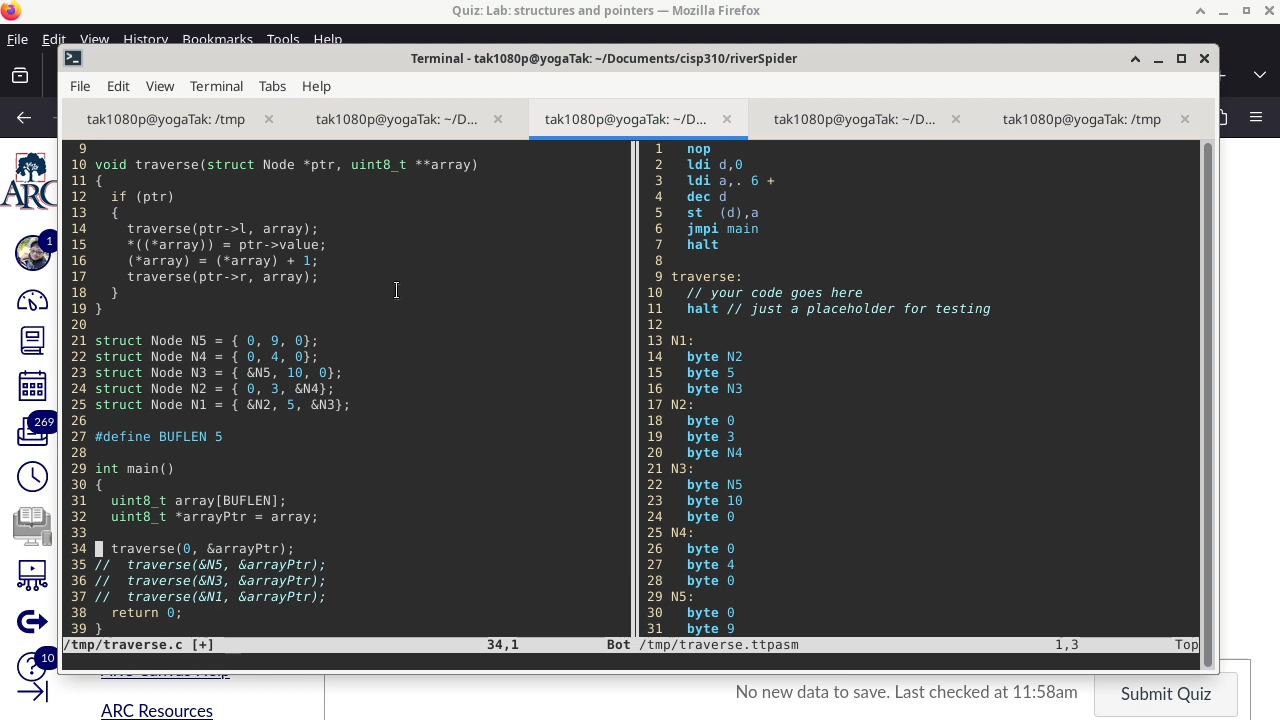 Quiz: Lab: structures and pointers — Mozilla Firefox
File Edit View History Bookmarks Tools Help
Terminal - tak1080p@yogaTak: ~/Documents/cisp310/riverSpider
File Edit View Terminal Tabs Help
tak1080p@yogaTak: /tmp
tak1080p@yogaTak: ~/D...
tak1080p@yogaTak: ~/D...
tak1080p@yogaTak: ~/D...
tak1080p@yogaTak: /tmp
9
10 void traverse(struct Node *ptr, uint8_t **array)
11 {
12   if (ptr)
13   {
14     traverse(ptr->l, array);
15     *((*array)) = ptr->value;
16     (*array) = (*array) + 1;
17     traverse(ptr->r, array);
18   }
19 }
20
21 struct Node N5 = { 0, 9, 0};
22 struct Node N4 = { 0, 4, 0};
23 struct Node N3 = { &N5, 10, 0};
24 struct Node N2 = { 0, 3, &N4};
25 struct Node N1 = { &N2, 5, &N3};
26
27 #define BUFLEN 5
28
29 int main()
30 {
31   uint8_t array[BUFLEN];
32   uint8_t *arrayPtr = array;
33
34   traverse(0, &arrayPtr);
35 //  traverse(&N5, &arrayPtr);
36 //  traverse(&N3, &arrayPtr);
37 //  traverse(&N1, &arrayPtr);
38   return 0;
39 }
/tmp/traverse.c [+] 34,1 Bot
1   nop
2   ldi d,0
3   ldi a,. 6 +
4   dec d
5   st  (d),a
6   jmpi main
7   halt
8
9 traverse:
10   // your code goes here
11   halt // just a placeholder for testing
12
13 N1:
14   byte N2
15   byte 5
16   byte N3
17 N2:
18   byte 0
19   byte 3
20   byte N4
21 N3:
22   byte N5
23   byte 10
24   byte 0
25 N4:
26   byte 0
27   byte 4
28   byte 0
29 N5:
30   byte 0
31   byte 9
/tmp/traverse.ttpasm 1,3 Top
ARC
1
269
10
ARC Resources
No new data to save. Last checked at 11:58am
Submit Quiz